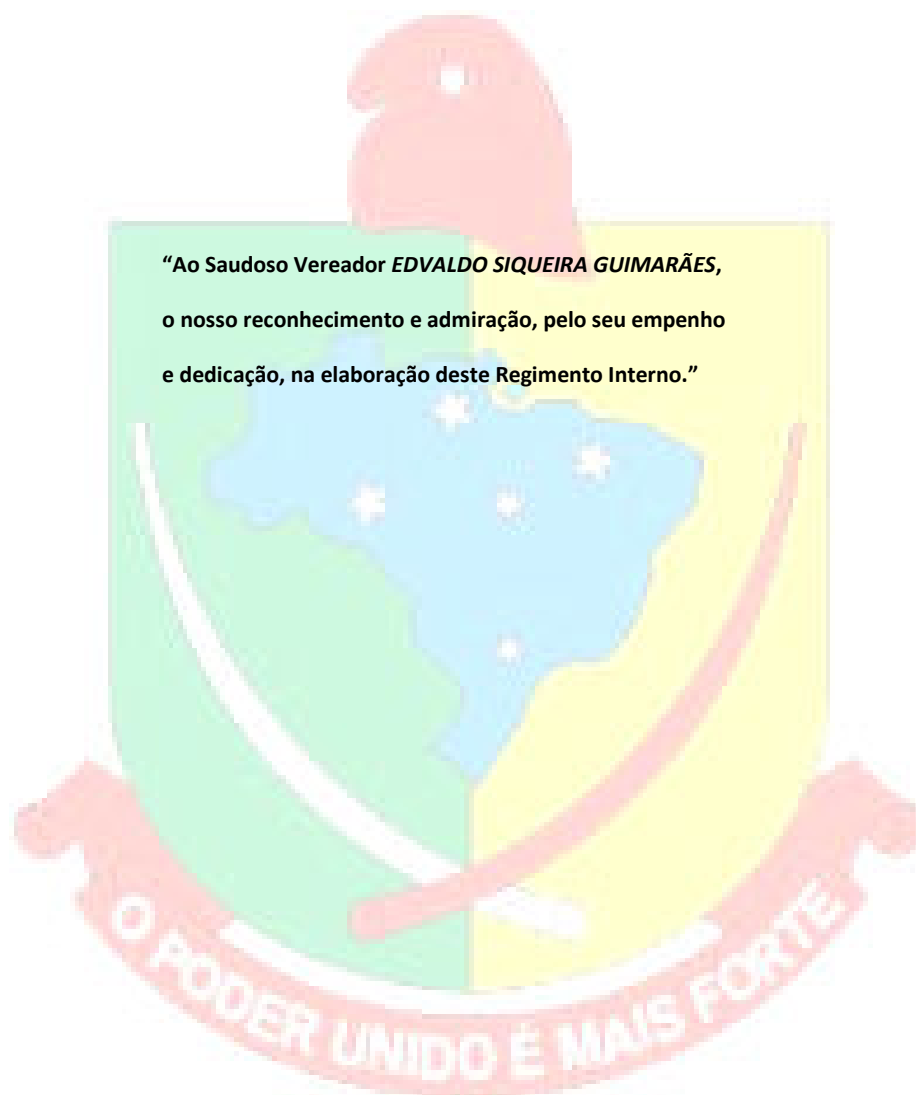 “Ao Saudoso Vereador EDVALDO SIQUEIRA GUIMARÃES,
o nosso reconhecimento e admiração, pelo seu empenho
e dedicação, na elaboração deste Regimento Interno.”
O PODER UNIDO É MAIS FORTE